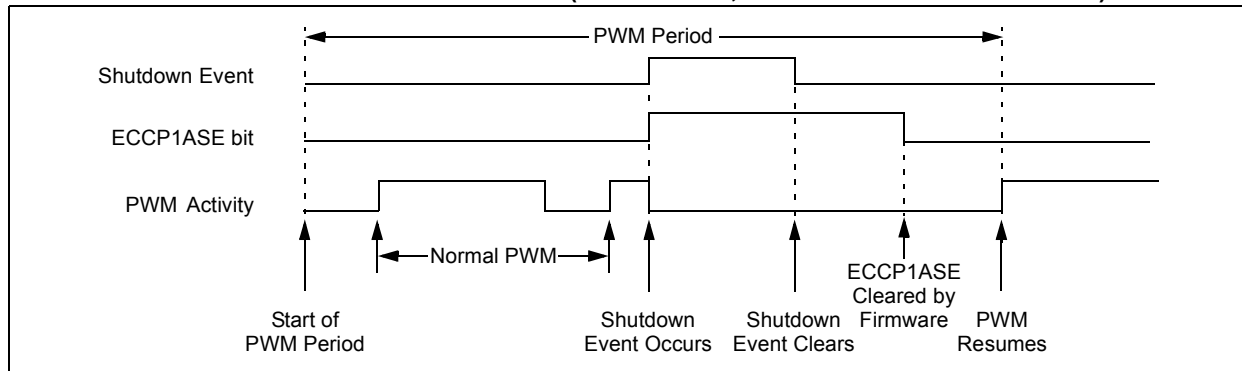 PWM Period
Shutdown Event
ECCP1ASE bit
PWM Activity
Normal PWM
Start of
PWM Period
Shutdown
Event Occurs
Shutdown
Event Clears
ECCP1ASE
Cleared by
Firmware
PWM
Resumes